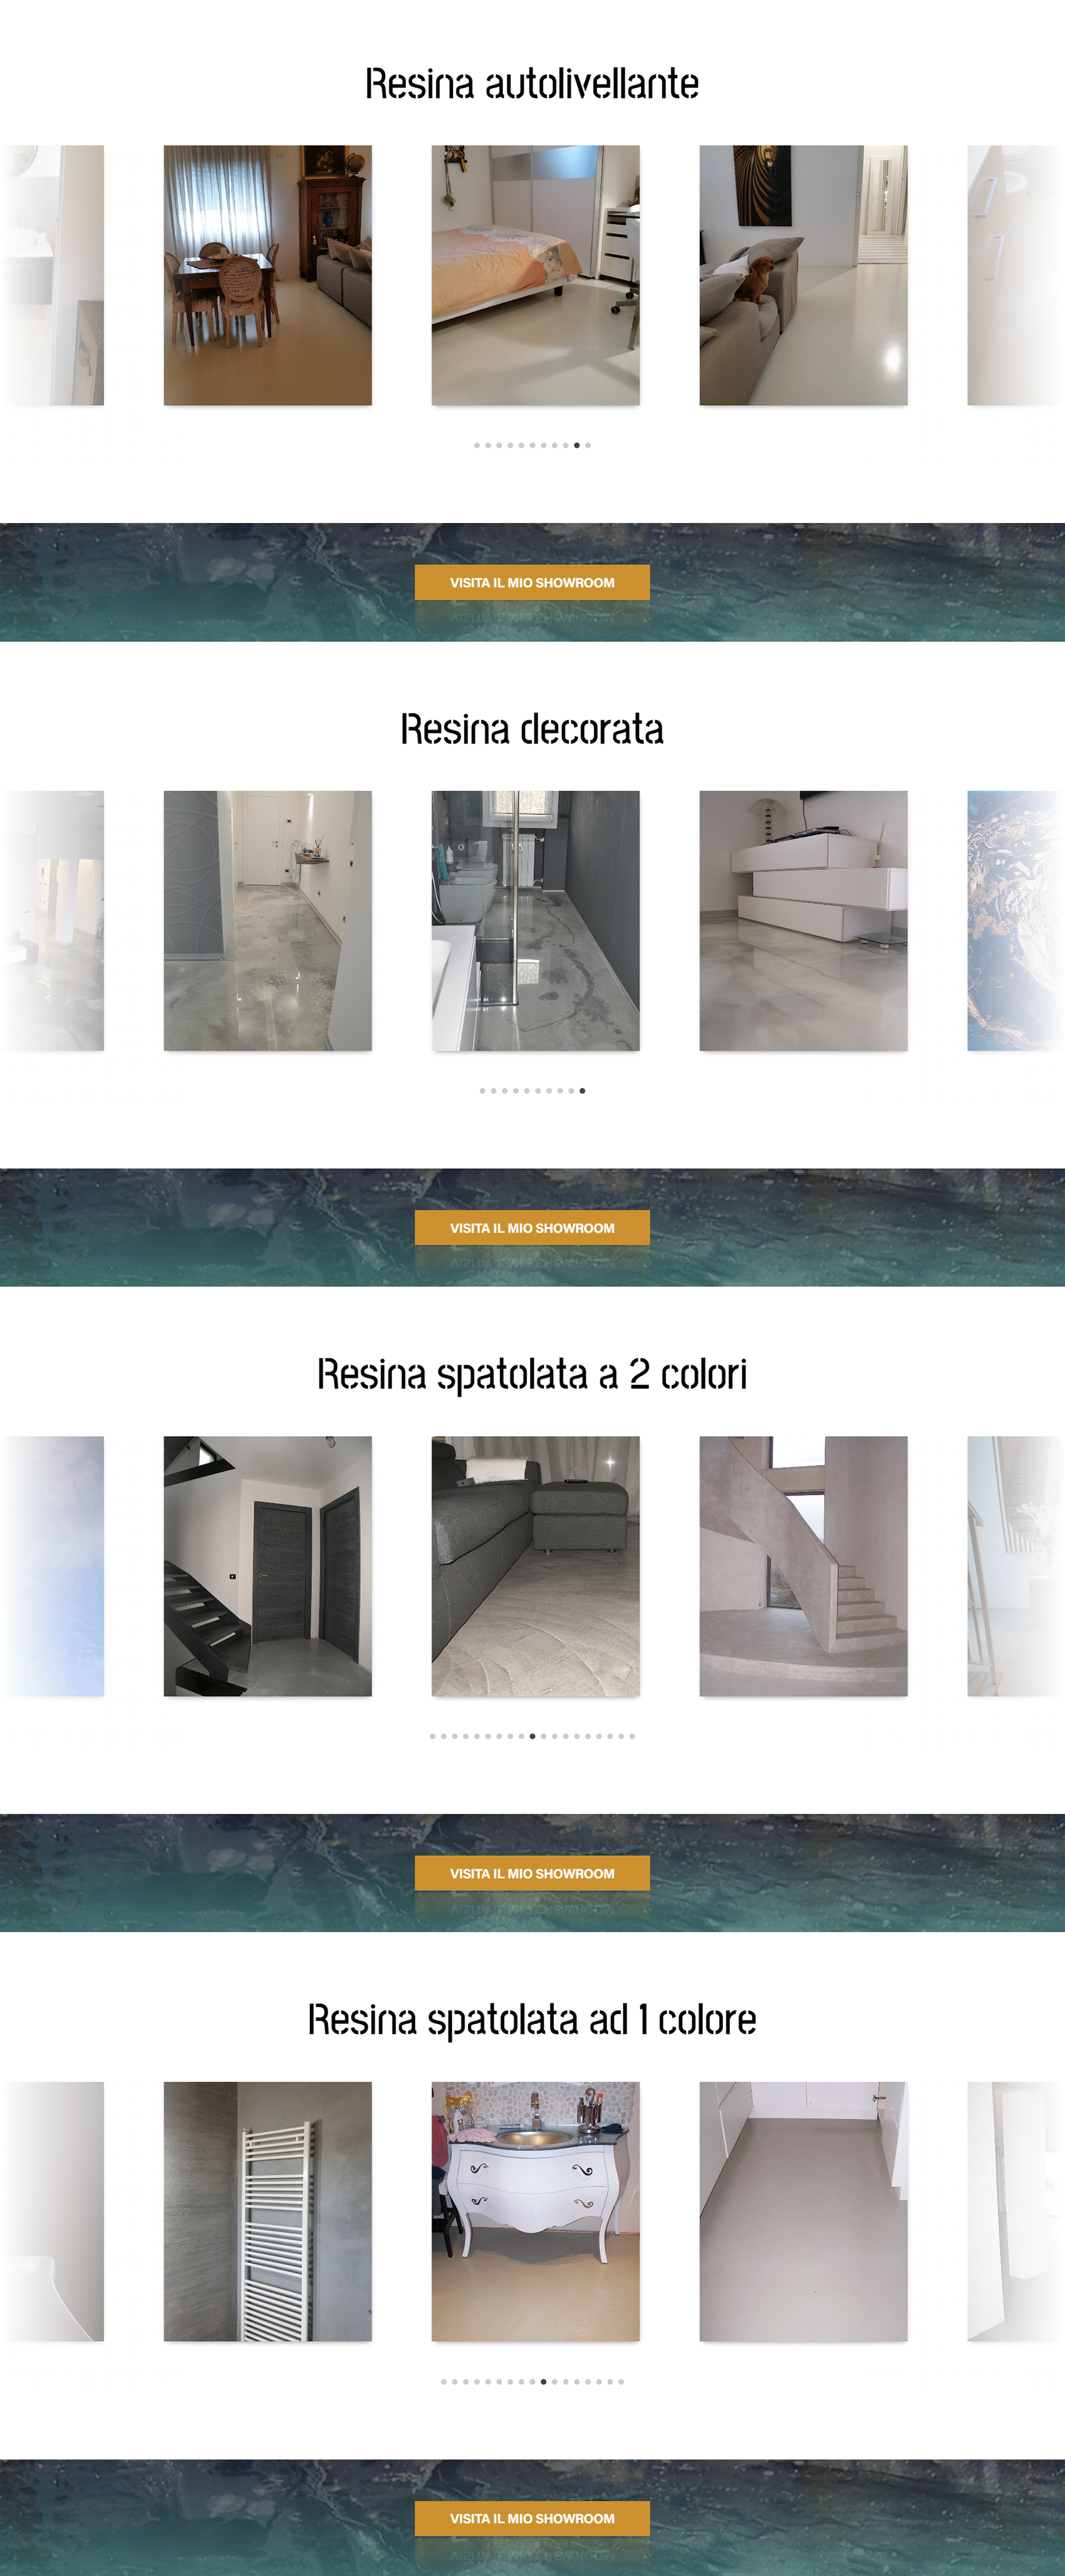 Resina autolivellante
VISITA IL MIO SHOWROOM
Resina decorata
VISITA IL MIO SHOWROOM
Resina spatolata a 2 colori
VISITA IL MIO SHOWROOM
Resina spatolata ad 1 colore
VISITA IL MIO SHOWROOM